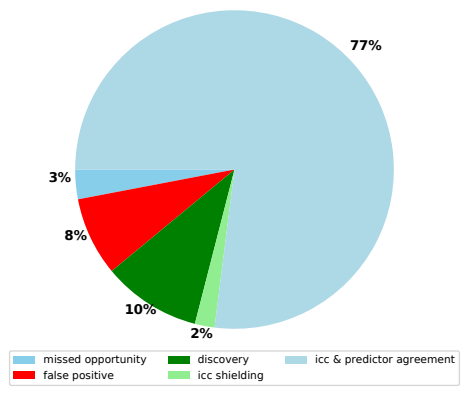 77%
3%
8%
10%
2%
missed opportunity
false positive
discovery
icc shielding
icc & predictor agreement